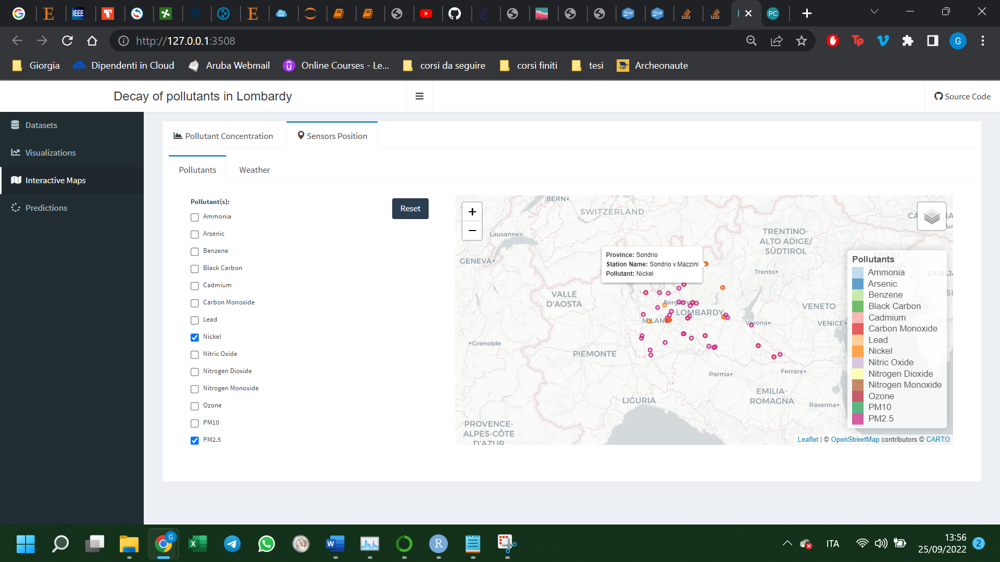 IEEE
PC
http://127.0.0.1:3508
Tp
G
Giorgia
Dipendenti in Cloud
Aruba Webmail
Online Courses - Le...
corsi da seguire
corsi finiti
tesi
Archeonaute
Decay of pollutants in Lombardy
Source Code
Datasets
Visualizations
Interactive Maps
Predictions
Pollutant Concentration
Sensors Position
Pollutants
Weather
Pollutant(s):
Reset
Ammonia
Arsenic
Benzene
Black Carbon
Cadmium
Carbon Monoxide
Lead
Nickel
Nitric Oxide
Nitrogen Dioxide
Nitrogen Monoxide
Ozone
PM10
PM2.5
+
−
BERN
SWITZERLAND
Lausanne
GENEVA
TRENTINO-
ALTO ADIGE/
SÜDTIROL
Trento
Province: Sondrio
Station Name: Sondrio v.Mazzini
Pollutant: Nickel
VALLE
D'AOSTA
LOMBARDY
VENETO
VENICE
Verona
Grenoble
PIEMONTE
Parma
Ferrara
EMILIA-
ROMAGNA
LIGURIA
Ravenna
PROVENCE-
ALPES-CÔTE
D'AZUR
Pollutants
Ammonia
Arsenic
Benzene
Black Carbon
Cadmium
Carbon Monoxide
Lead
Nickel
Nitric Oxide
Nitrogen Dioxide
Nitrogen Monoxide
Ozone
PM10
PM2.5
Leaflet | © OpenStreetMap contributors © CARTO
ITA
13:56
25/09/2022
2